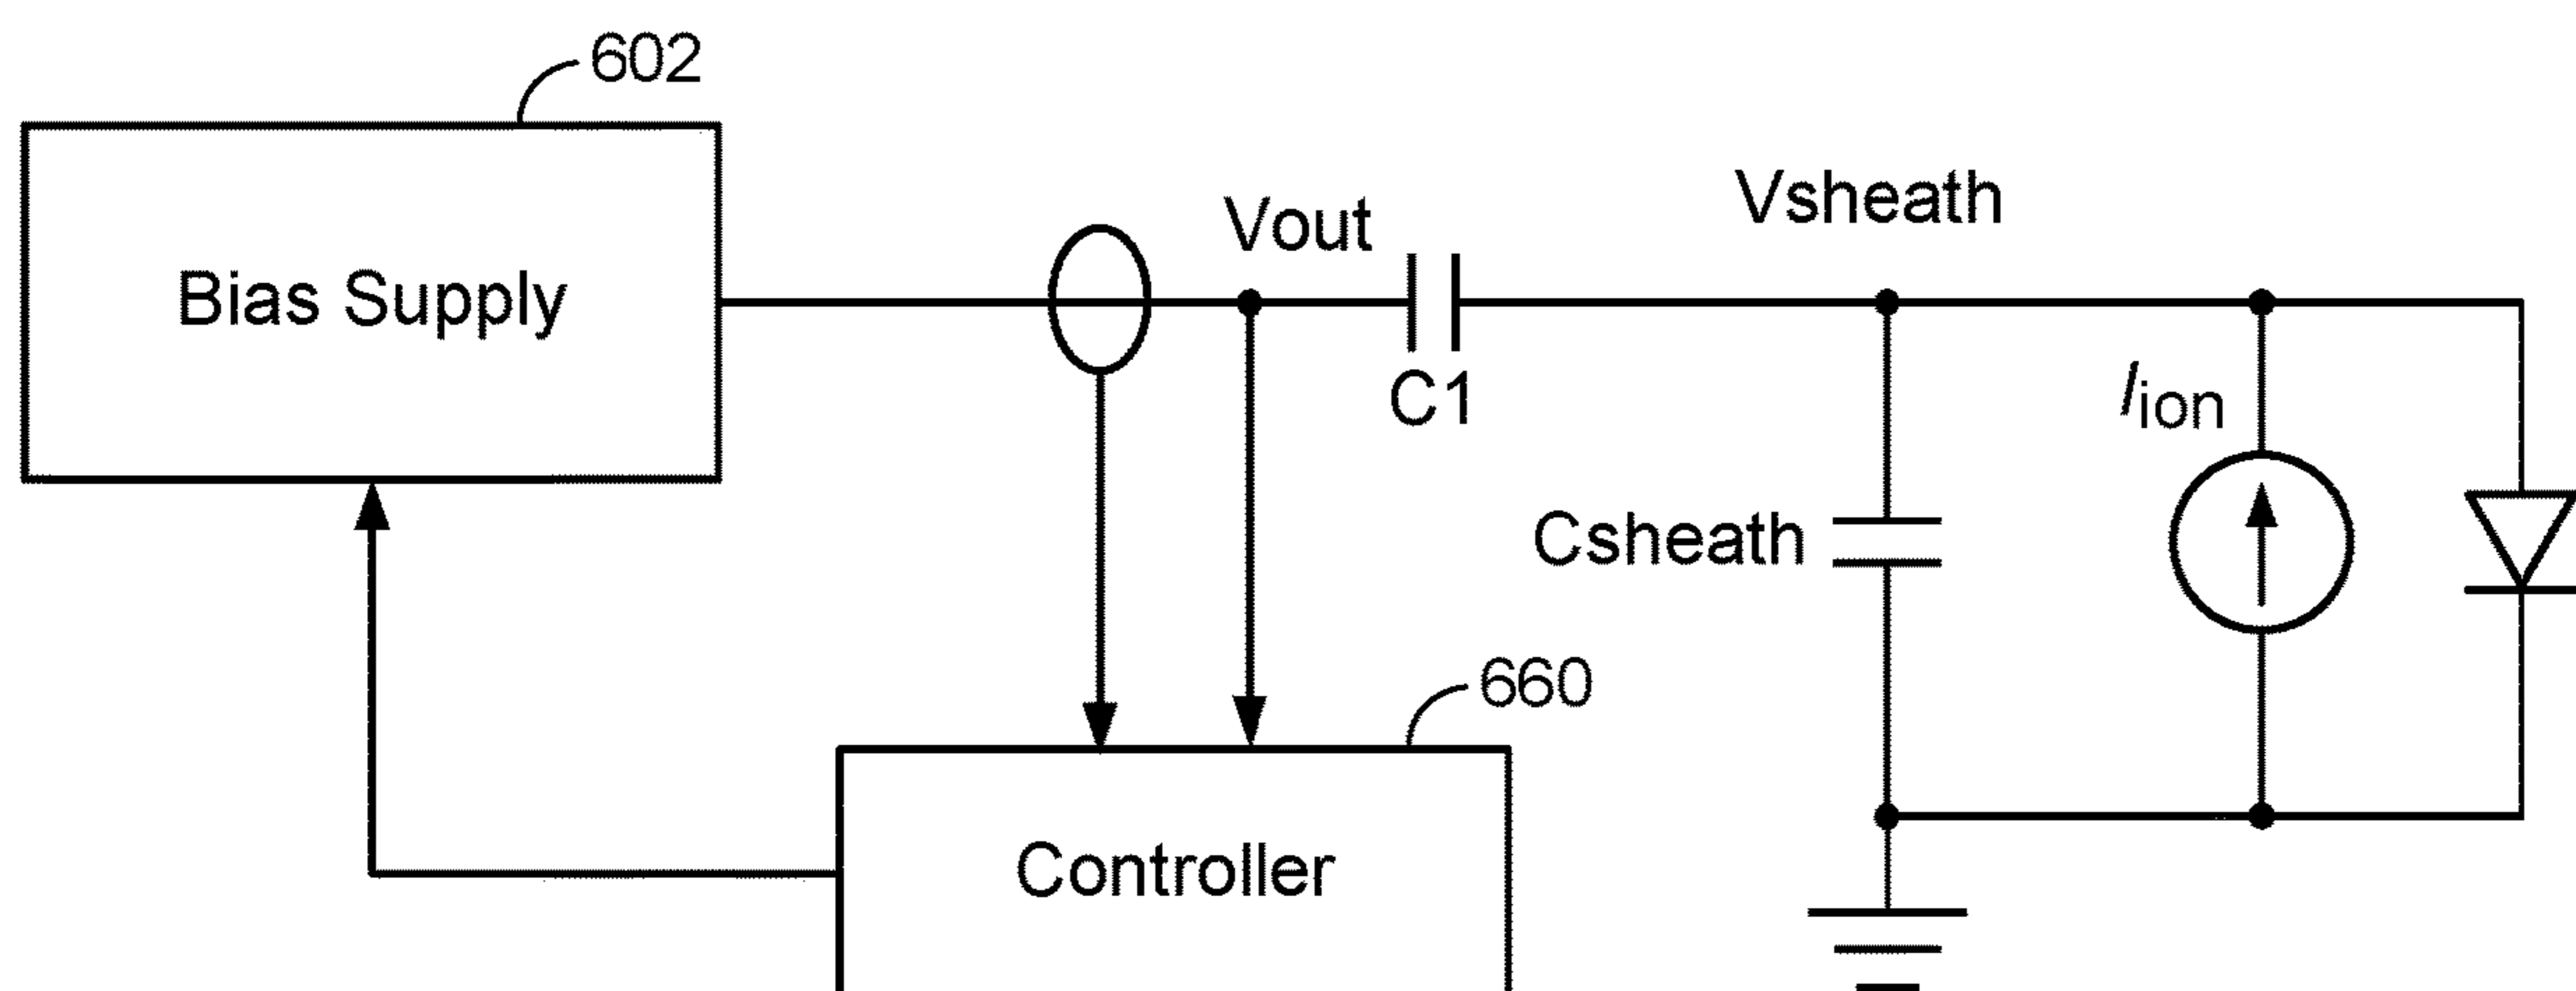 602
Bias Supply
Vout
Vsheath
C1
Iion
Csheath
660
Controller